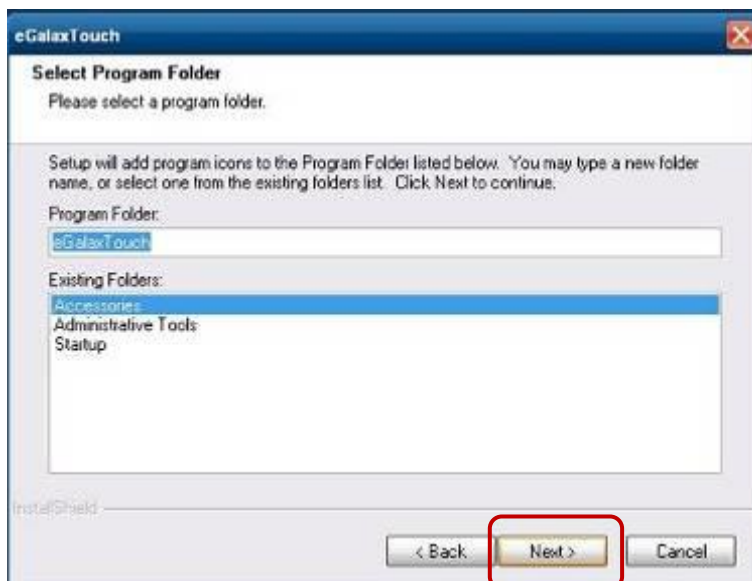 eGalaxTouch
Select Program Folder
Please select a program folder.
Setup will add program icons to the Program Folder listed below. You may type a new folder
name, or select one from the existing folders list. Click Next to continue.
Program Folder:
eGalaxTouch
Existing Folders:
Accessories
Administrative Tools
Startup
InstallShield
< Back
Next >
Cancel